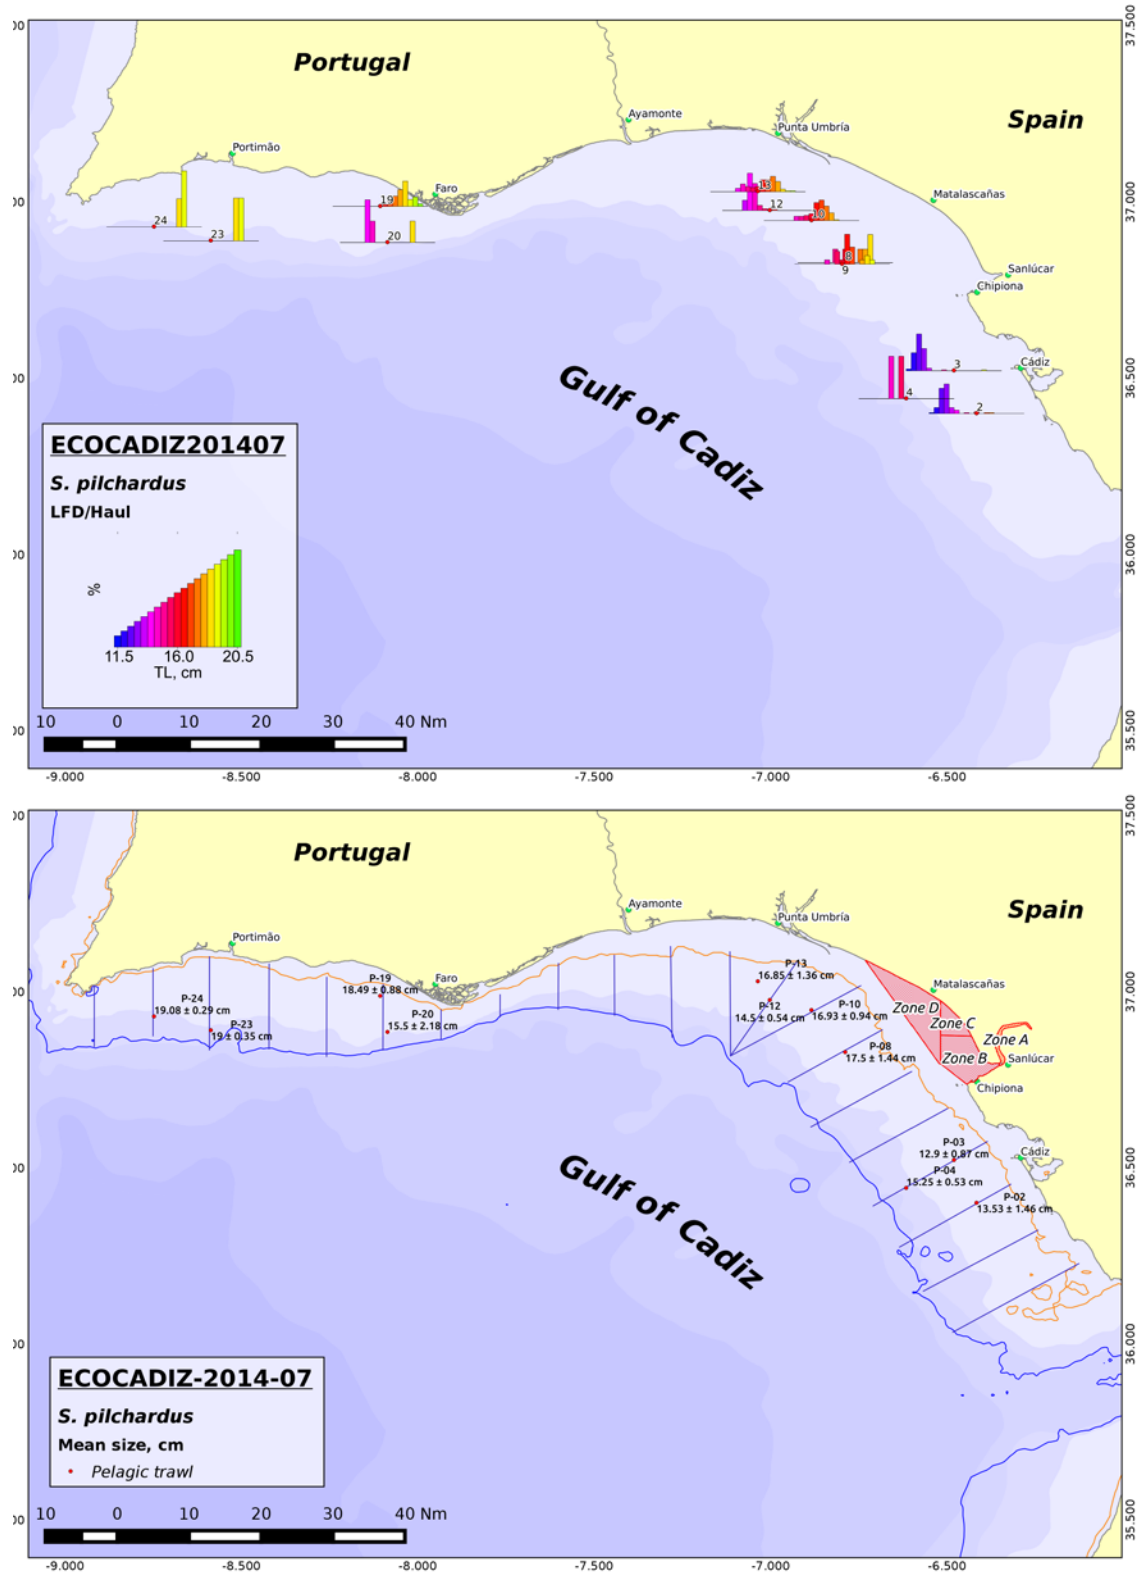 37.500
Portugal
Spain
Ayamonte
Punta Umbría
Portimão
Faro
Matalascañas
37.000
24
23
19
20
13
12
10
8
9
Sanlúcar
Chipiona
3
4
2
Cádiz
36.500
Gulf of Cadiz
ECOCADIZ201407
S. pilchardus
LFD/Haul
%
11.5 16.0 20.5
TL, cm
36.000
35.500
10 0 10 20 30 40 Nm
-9.000 -8.500 -8.000 -7.500 -7.000 -6.500
37.500
Portugal
Spain
Ayamonte
Punta Umbría
Portimão
Faro
Matalascañas
37.000
P-24
19.08 ± 0.29 cm
P-23
19 ± 0.35 cm
P-19
18.49 ± 0.88 cm
P-20
15.5 ± 2.18 cm
P-13
16.85 ± 1.36 cm
P-12
14.5 ± 0.54 cm
P-10
16.93 ± 0.94 cm
P-08
17.5 ± 1.44 cm
Zone D
Zone C
Zone A
Zone B
Sanlúcar
Chipiona
P-03
12.9 ± 0.87 cm
P-04
15.25 ± 0.53 cm
P-02
13.53 ± 1.46 cm
Cádiz
36.500
Gulf of Cadiz
36.000
ECOCADIZ-2014-07
S. pilchardus
Mean size, cm
Pelagic trawl
35.500
10 0 10 20 30 40 Nm
-9.000 -8.500 -8.000 -7.500 -7.000 -6.500